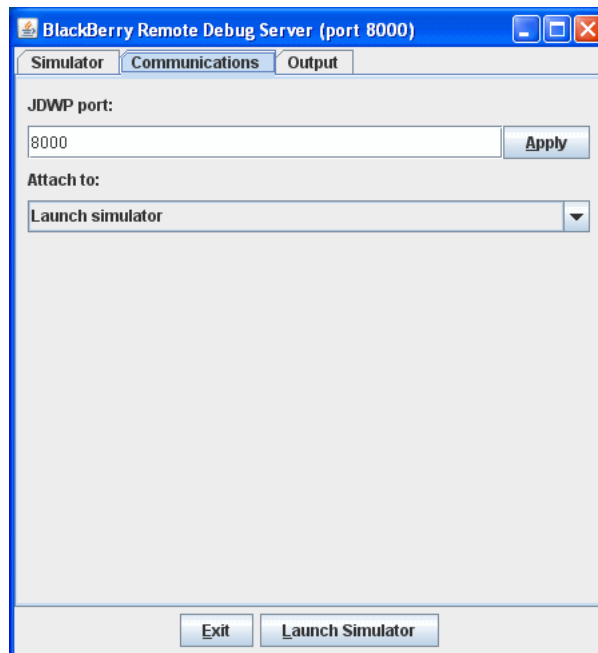 BlackBerry Remote Debug Server (port 8000)
Simulator Communications Output
JDWP port:
8000 Apply
Attach to:
Launch simulator
Exit Launch Simulator